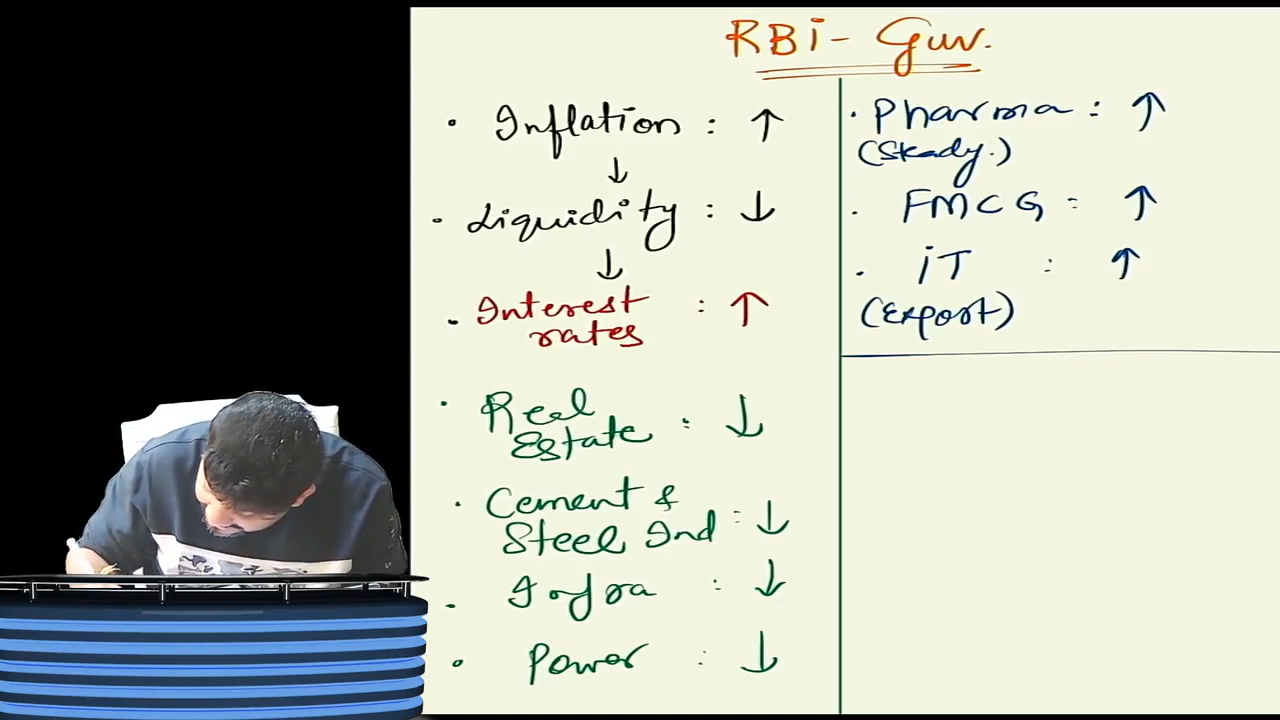 RBi - Guv.
• Inflation : ↑
↓
• Liquidity : ↓
↓
• Interest
rates : ↑
• Real
Estate : ↓
• Cement &
Steel Ind : ↓
• Infra : ↓
• Power : ↓
• Pharma : ↑
(Steady.)
• FMCG : ↑
• iT : ↑
(Export)